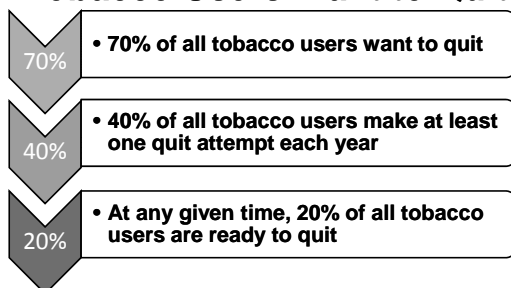 70%
• 70% of all tobacco users want to quit
40%
• 40% of all tobacco users make at least
one quit attempt each year
20%
• At any given time, 20% of all tobacco
users are ready to quit